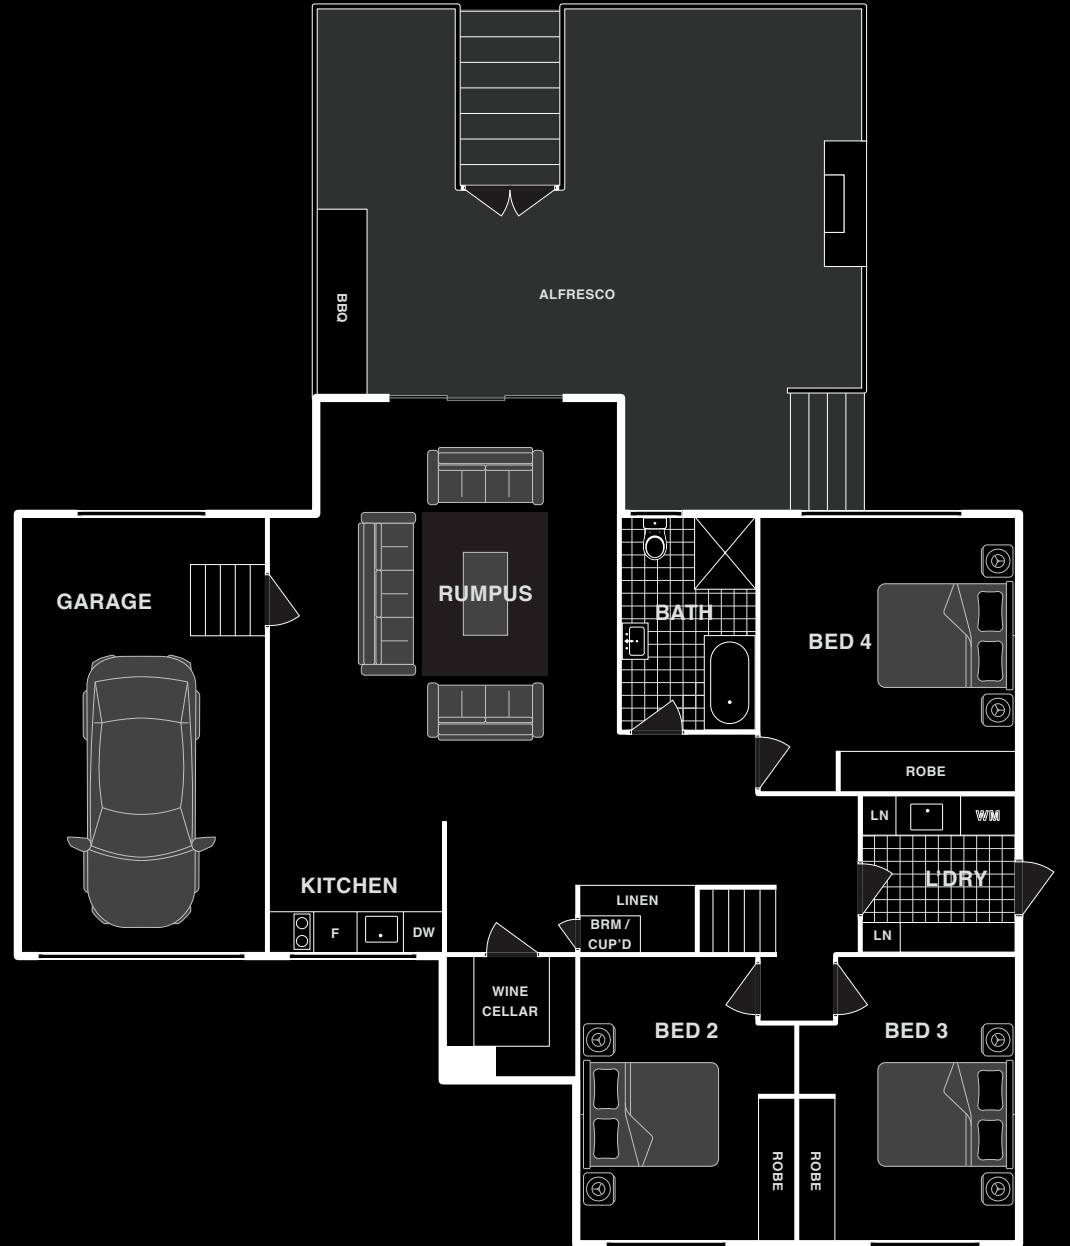 ALFRESCO
BBQ
GARAGE
RUMPUS
BATH
BED 4
ROBE
LN
WM
KITCHEN
L'DRY
LINEN
BRM /
CUP'D
F
DW
LN
WINE
CELLAR
BED 2
BED 3
ROBE
ROBE